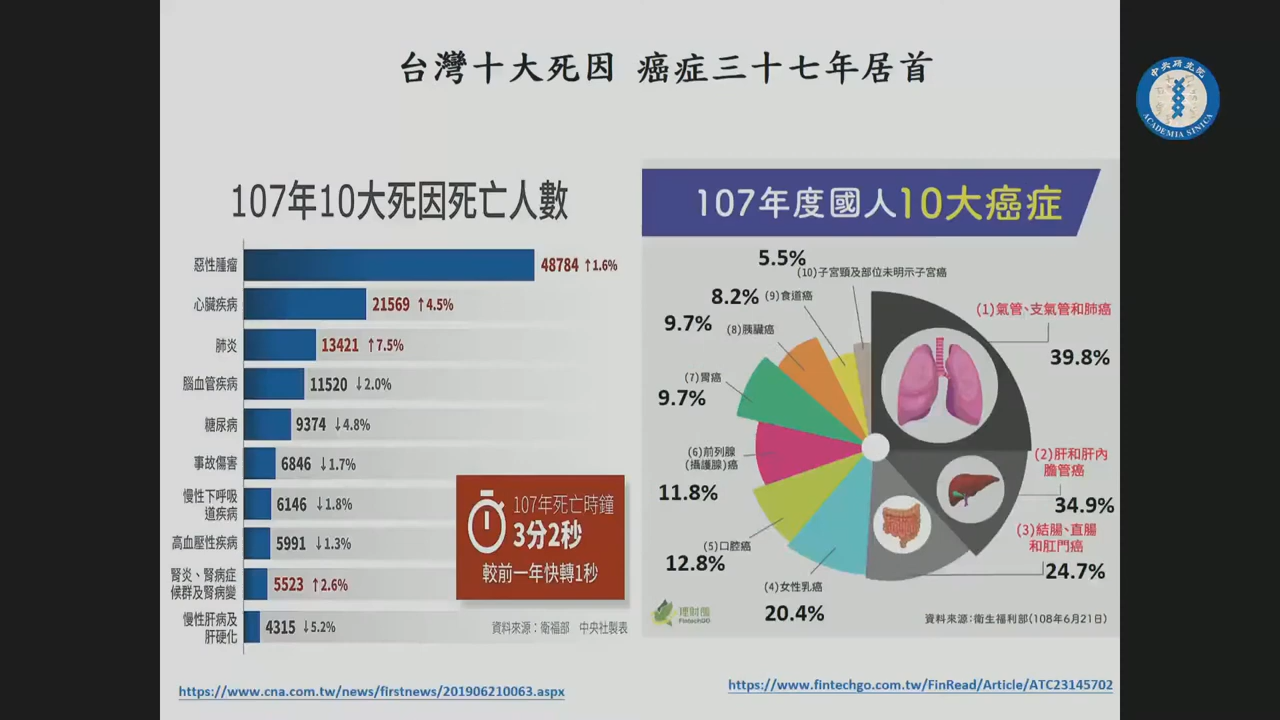 台灣十大死因 癌症三十七年居首
中央研究院
ACADEMIA SINICA
107年10大死因死亡人數
惡性腫瘤 48784 ↑1.6%
心臟疾病 21569 ↑4.5%
肺炎 13421 ↑7.5%
腦血管疾病 11520 ↓2.0%
糖尿病 9374 ↓4.8%
事故傷害 6846 ↓1.7%
慢性下呼吸
道疾病 6146 ↓1.8%
高血壓性疾病 5991 ↓1.3%
腎炎、腎病症
候群及腎病變 5523 ↑2.6%
慢性肝病及
肝硬化 4315 ↓5.2%
107年死亡時鐘
3分2秒
較前一年快轉1秒
資料來源:衛福部 中央社製表
https://www.cna.com.tw/news/firstnews/201906210063.aspx
107年度國人10大癌症
(1)氣管、支氣管和肺癌
39.8%
(2)肝和肝內
膽管癌
34.9%
(3)結腸、直腸
和肛門癌
24.7%
(4)女性乳癌
20.4%
(5)口腔癌
12.8%
(6)前列腺
(攝護腺)癌
11.8%
(7)胃癌
9.7%
(8)胰臟癌
9.7%
(9)食道癌
8.2%
(10)子宮頸及部位未明示子宮癌
5.5%
理財圈
FintechGO
資料來源:衛生福利部(108年6月21日)
https://www.fintechgo.com.tw/FinRead/Article/ATC23145702